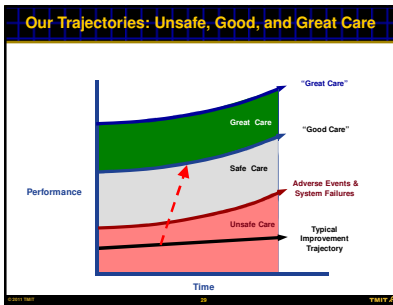 Our Trajectories: Unsafe, Good, and Great Care
“Great Care”
Great Care
“Good Care”
Safe Care
Performance
Adverse Events &
System Failures
Unsafe Care
Typical
Improvement
Trajectory
Time
© 2011 TMIT
29
TMIT